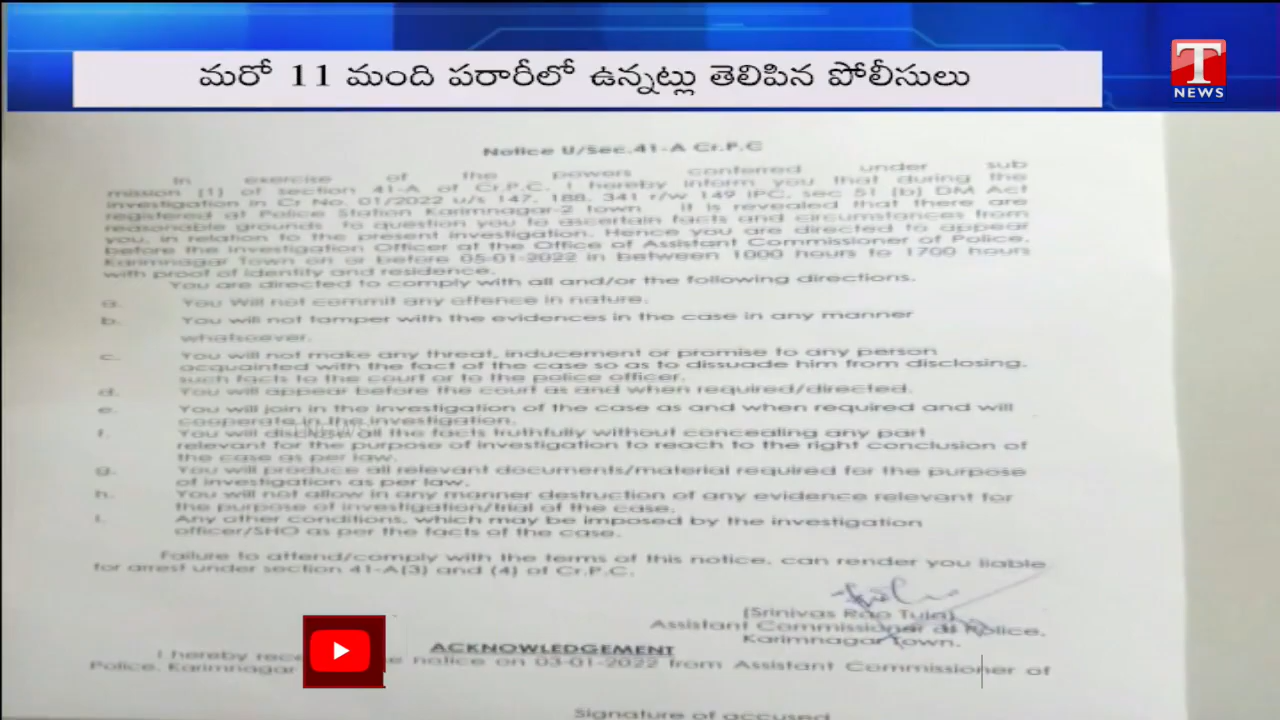 మరో 11 మంది పరారీలో ఉన్నట్లు తెలిపిన పోలీసులు
T
NEWS
Notice U/Sec.41-A Cr.P.C
In exercise of the powers conferred under sub
mission (1) of section 41-A of Cr.P.C. I hereby inform you that during the
investigation in Cr No. 01/2022 u/s 147, 188, 341 r/w 149 IPC, sec 51 (b) DM Act
registered at Police Station Karimnagar-2 town it is revealed that there are
reasonable grounds to question you to ascertain facts and circumstances from
you, in relation to the present investigation. Hence you are directed to appear
before the Investigation Officer at the Office of Assistant Commissioner of Police,
Karimnagar Town on or before 05-01-2022 in between 1000 hours to 1700 hours
with proof of identity and residence.
You are directed to comply with all and/or the following directions.
a. You Will not commit any offence in nature.
b. You will not tamper with the evidences in the case in any manner
whatsoever.
c. You will not make any threat, inducement or promise to any person
acquainted with the fact of the case so as to dissuade him from disclosing,
such facts to the court or to the police officer.
d. You will appear before the court as and when required/directed.
e. You will join in the investigation of the case as and when required and will
cooperate in the investigation.
f. You will disclose all the facts truthfully without concealing any part
relevant for the purpose of investigation to reach to the right conclusion of
the case as per law.
g. You will produce all relevant documents/material required for the purpose
of investigation as per law.
h. You will not allow in any manner destruction of any evidence relevant for
the purpose of investigation/trial of the case.
i. Any other conditions, which may be imposed by the investigation
officer/SHO as per the facts of the case.
Failure to attend/comply with the terms of this notice, can render you liable
for arrest under section 41-A(3) and (4) of Cr.P.C.
(Srinivas Rao Tula)
Assistant Commissioner of Police,
Karimnagar Town.
ACKNOWLEDGEMENT
I hereby notice on 03-01-2022 from Assistant Commissioner of
Police, Karimnagar
Signature of accused